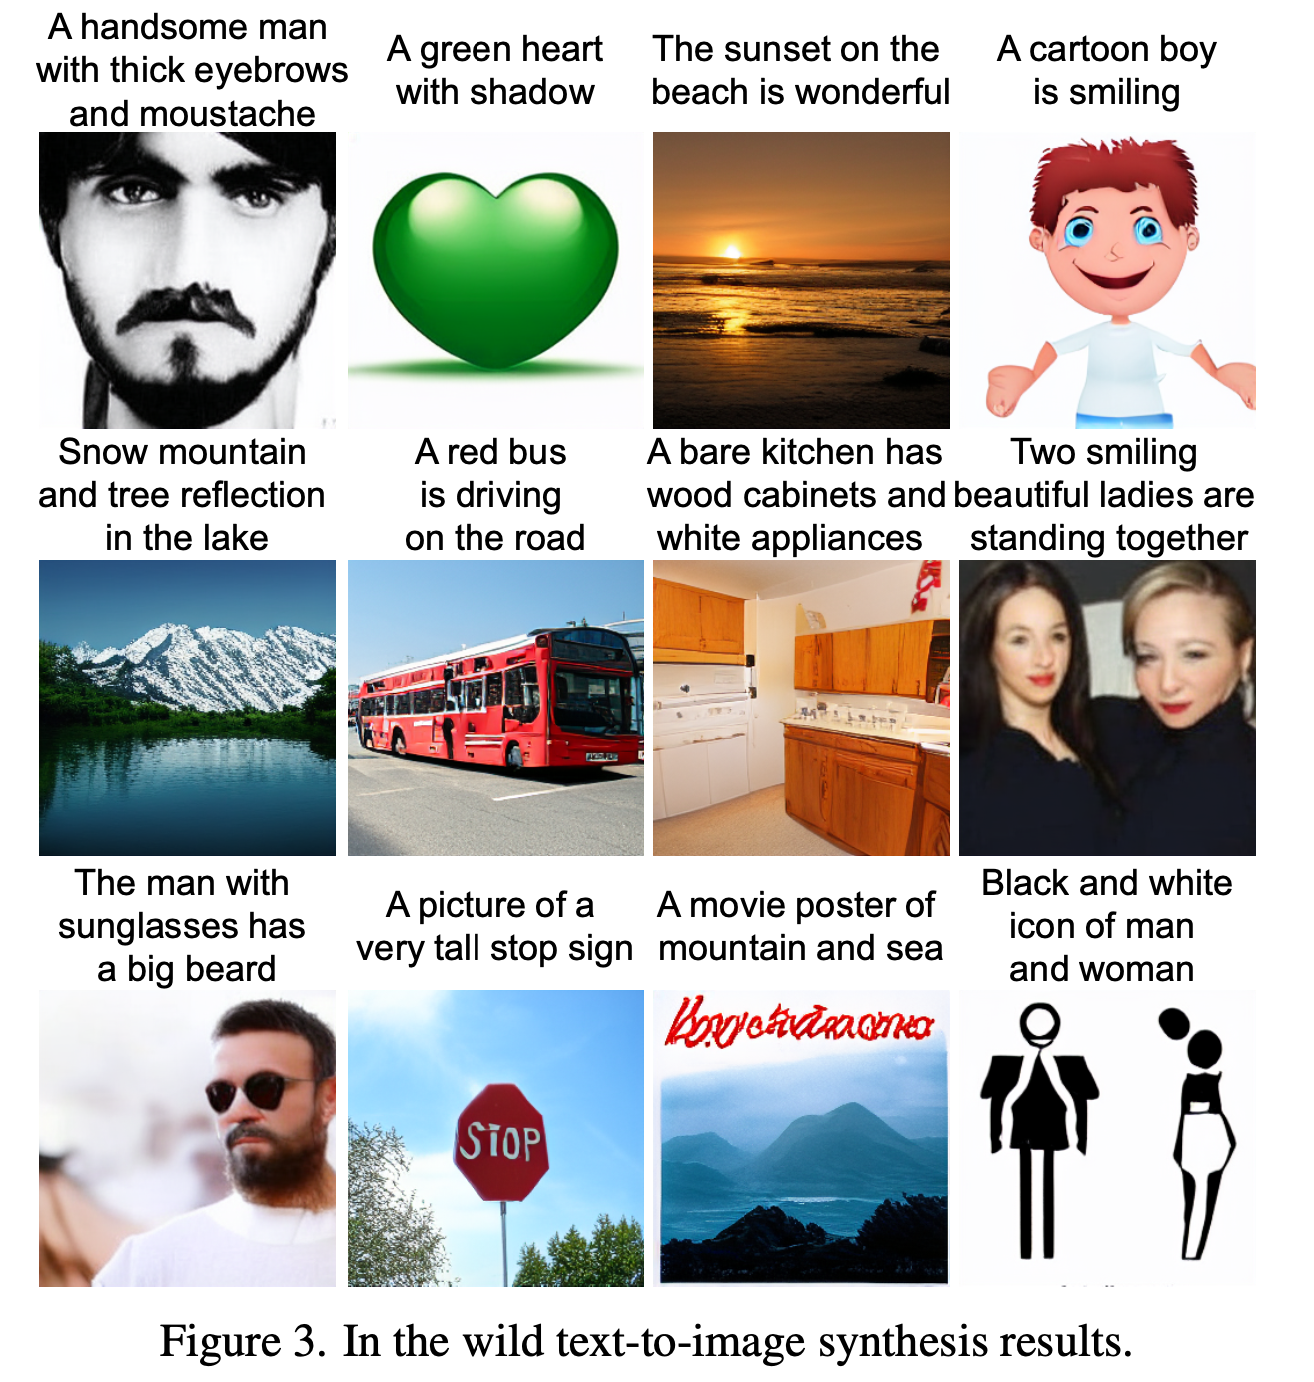 A handsome man
with thick eyebrows
and moustache
A green heart
with shadow
The sunset on the
beach is wonderful
A cartoon boy
is smiling
Snow mountain
and tree reflection
in the lake
A red bus
is driving
on the road
A bare kitchen has
wood cabinets and
white appliances
Two smiling
beautiful ladies are
standing together
The man with
sunglasses has
a big beard
A picture of a
very tall stop sign
A movie poster of
mountain and sea
Black and white
icon of man
and woman
STOP
Figure 3. In the wild text-to-image synthesis results.